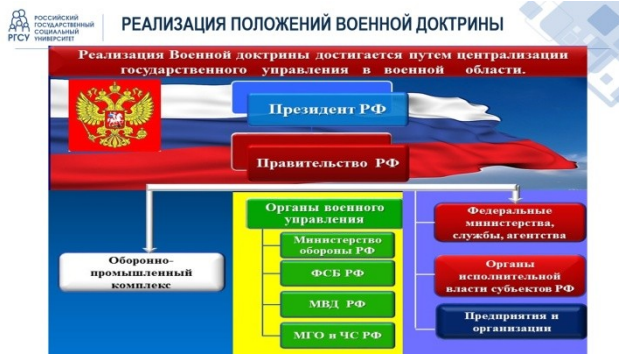 РОССИЙСКИЙ
ГОСУДАРСТВЕННЫЙ
СОЦИАЛЬНЫЙ
УНИВЕРСИТЕТ
РГСУ
РЕАЛИЗАЦИЯ ПОЛОЖЕНИЙ ВОЕННОЙ ДОКТРИНЫ
Реализация Военной доктрины достигается путем централизации
государственного управления в военной области.
Президент РФ
Правительство РФ
Оборонно-
промышленный
комплекс
Органы военного
управления
Министерство
обороны РФ
ФСБ РФ
МВД РФ
МГО и ЧС РФ
Федеральные
министерства,
службы, агентства
Органы
исполнительной
власти субъектов РФ
Предприятия и
организации